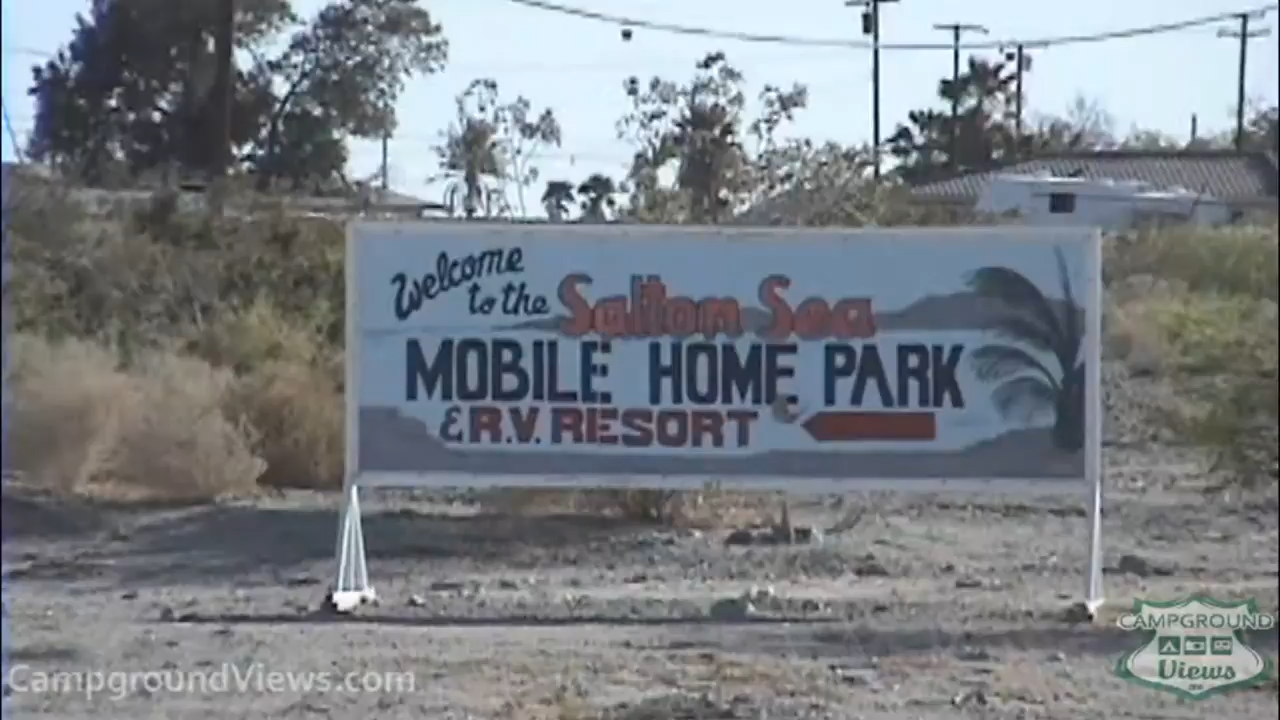 Welcome
to the Salton Sea
MOBILE HOME PARK
& R.V. RESORT
CampgroundViews.com
CAMPGROUND
Views